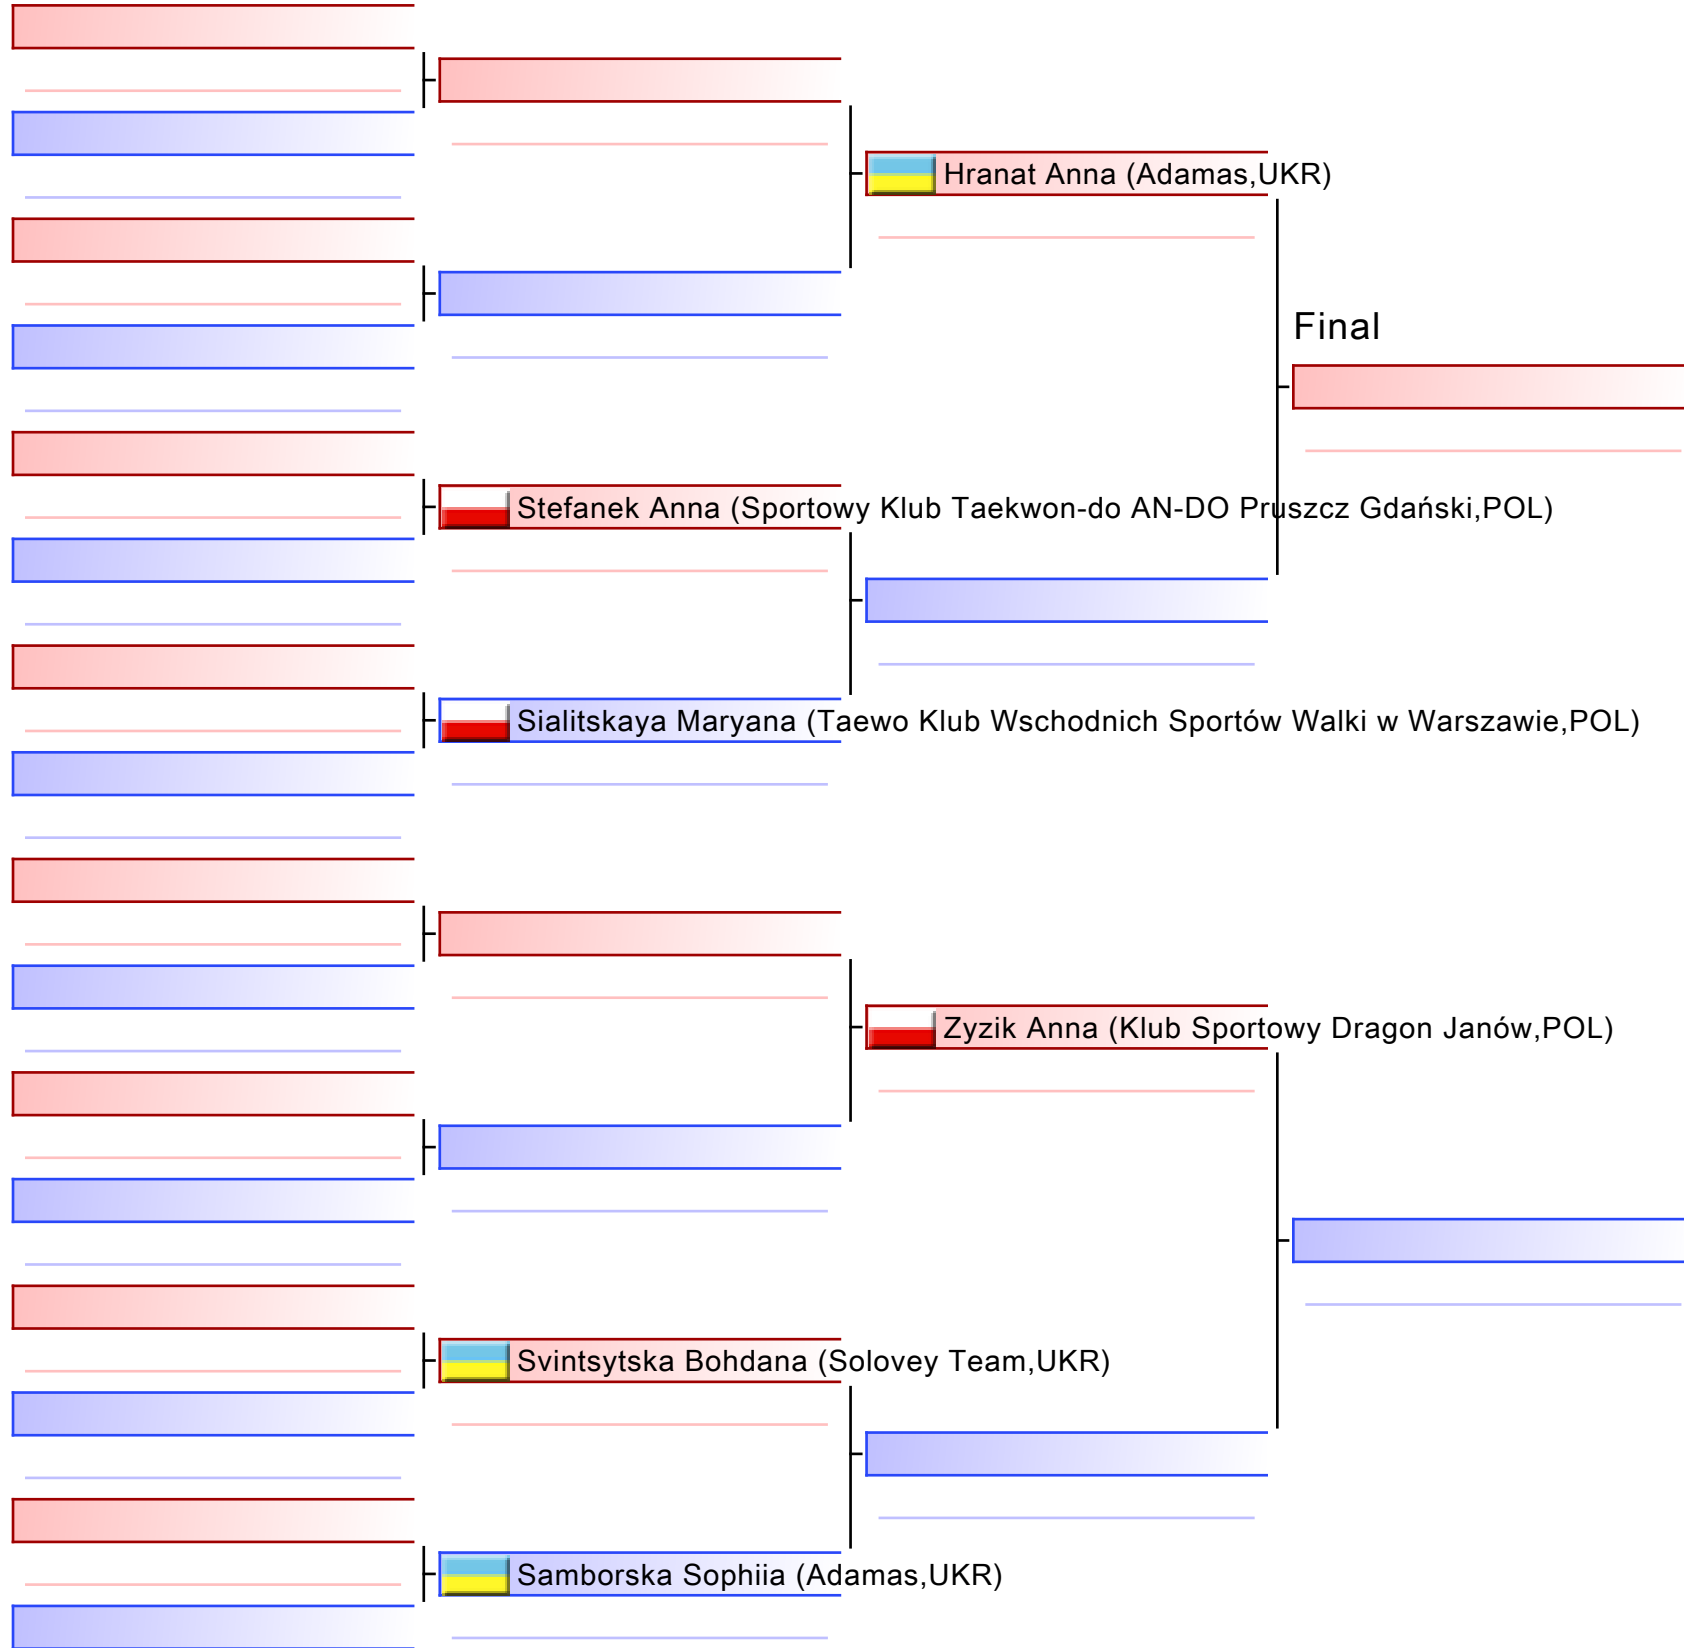 Hranat Anna (Adamas,UKR)
Final
Stefanek Anna (Sportowy Klub Taekwon-do AN-DO Pruszcz Gdański,POL)
Sialitskaya Maryana (Taewo Klub Wschodnich Sportów Walki w Warszawie,POL)
Zyzik Anna (Klub Sportowy Dragon Janów,POL)
Svintsytska Bohdana (Solovey Team,UKR)
Samborska Sophiia (Adamas,UKR)